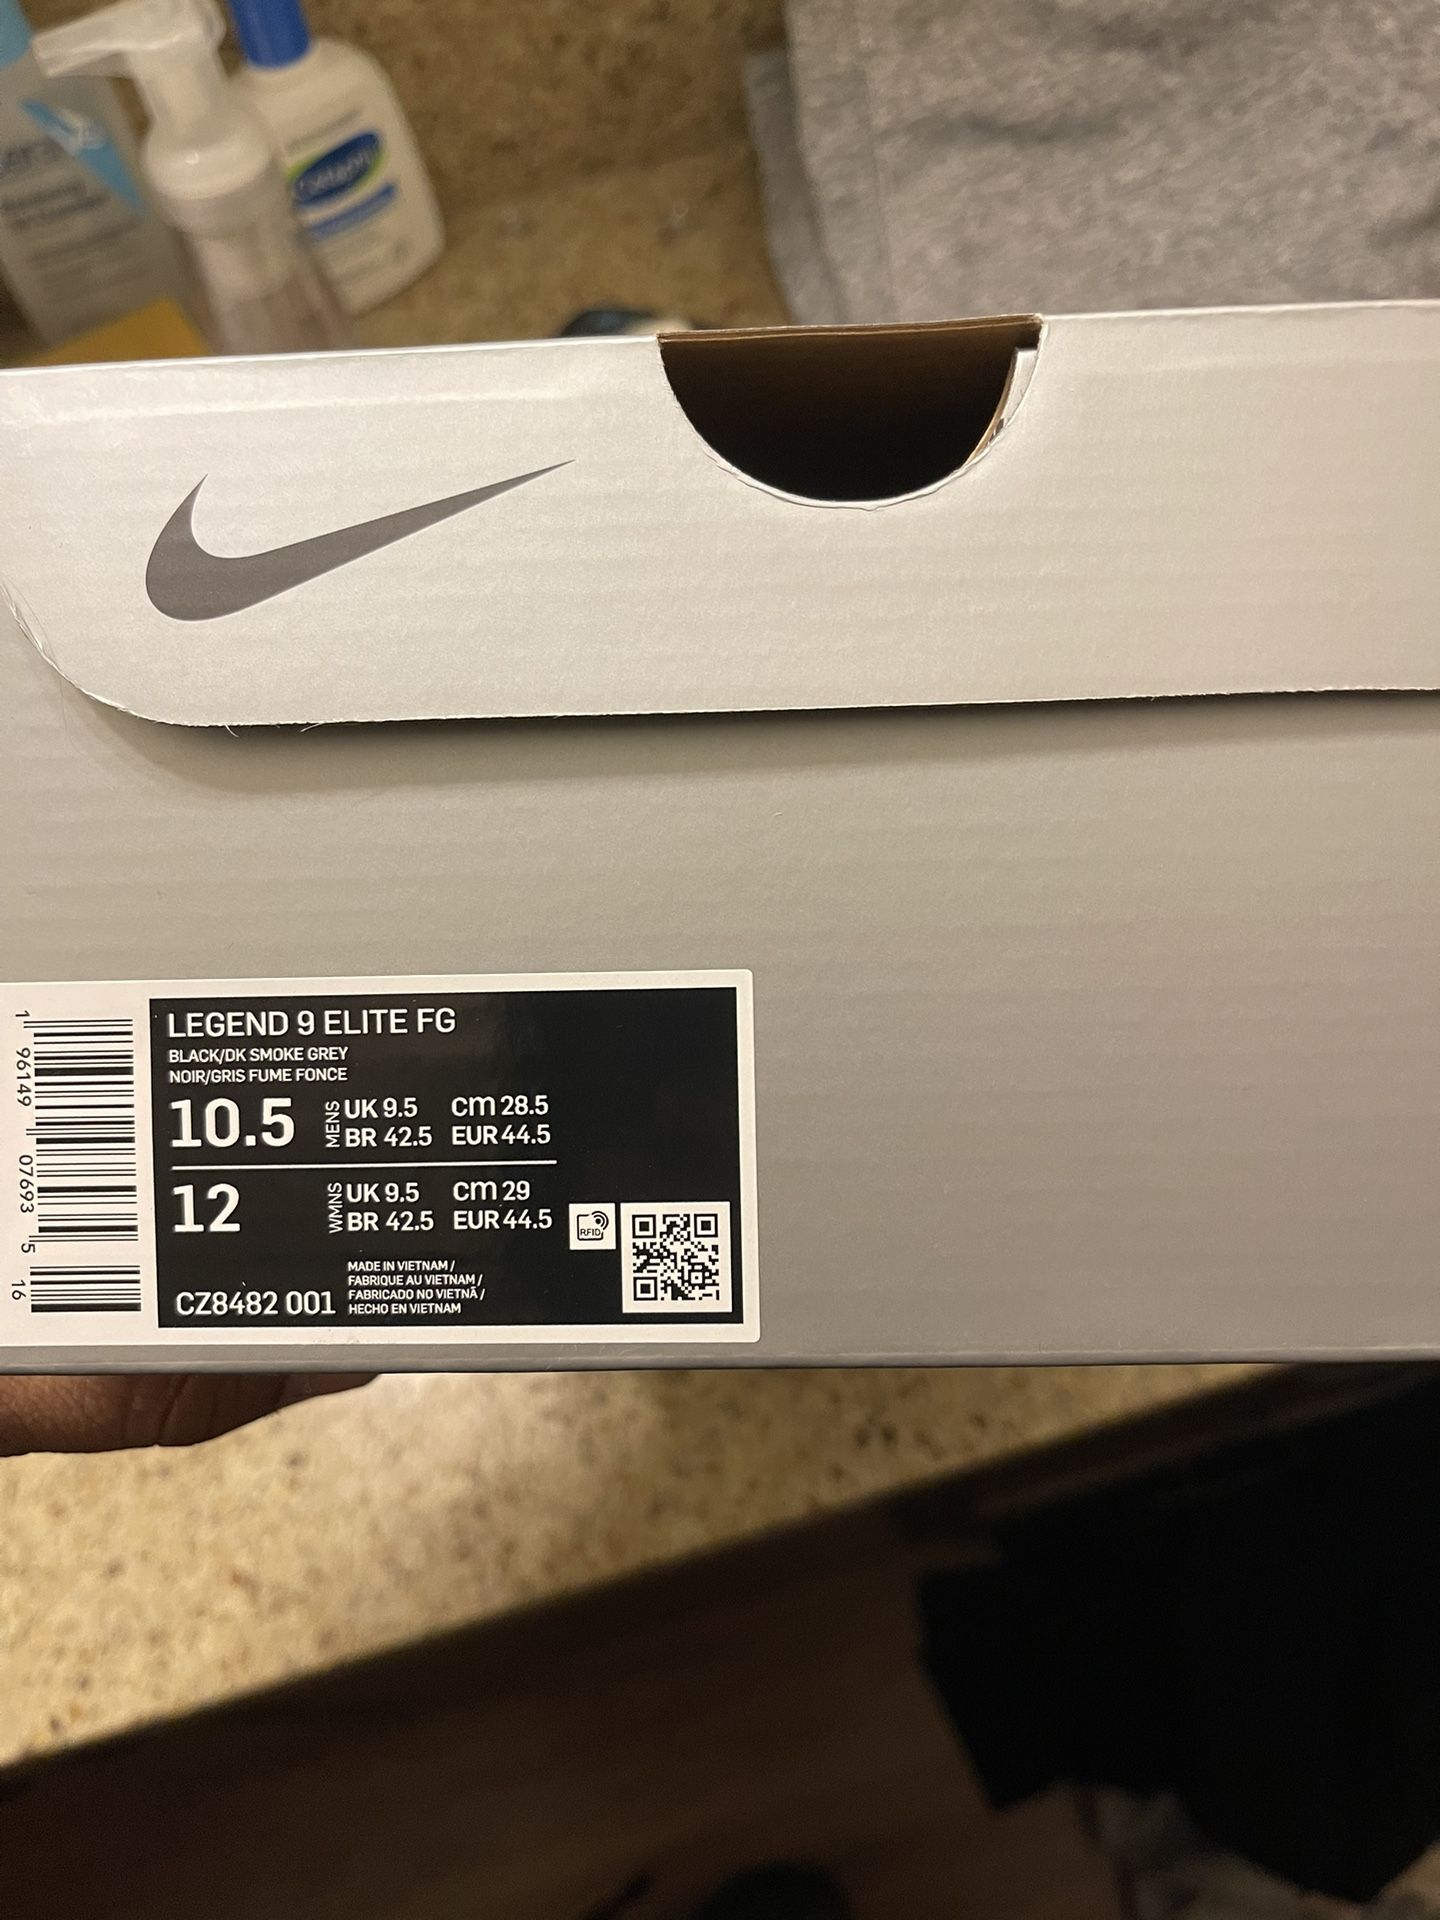 Cetaphil
LEGEND 9 ELITE FG
BLACK/DK SMOKE GREY
NOIR/GRIS FUME FONCE
10.5 MENS UK 9.5 cm 28.5
BR 42.5 EUR 44.5
12 WMNS UK 9.5 cm 29
BR 42.5 EUR 44.5
RFID
CZ8482 001
MADE IN VIETNAM /
FABRIQUE AU VIETNAM /
FABRICADO NO VIETNÃ /
HECHO EN VIETNAM
1 96149 07693 5 16